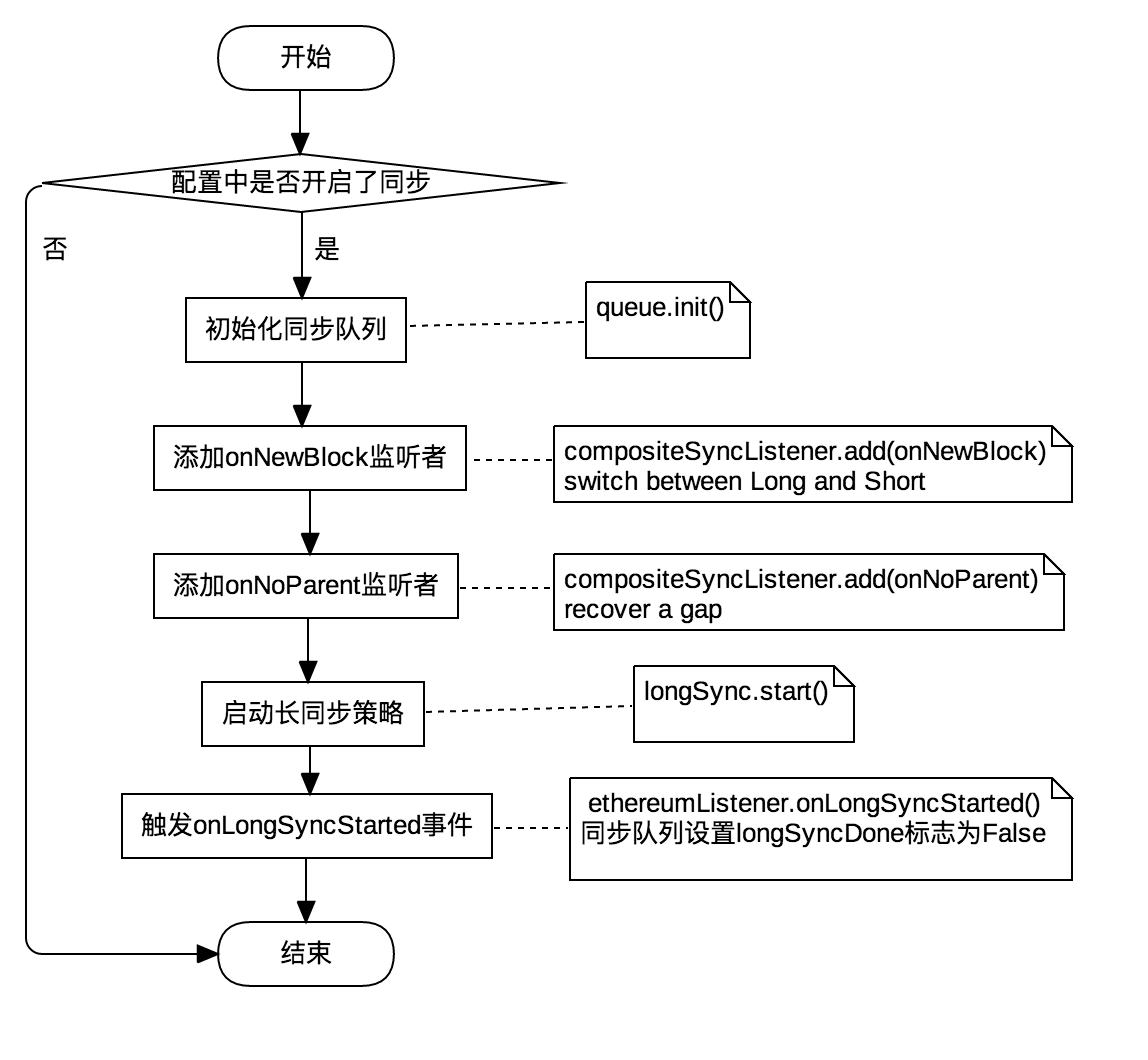 开始
配置中是否开启了同步
否
是
初始化同步队列
queue.init()
添加onNewBlock监听者
compositeSyncListener.add(onNewBlock)
switch between Long and Short
添加onNoParent监听者
compositeSyncListener.add(onNoParent)
recover a gap
启动长同步策略
longSync.start()
触发onLongSyncStarted事件
ethereumListener.onLongSyncStarted()
同步队列设置longSyncDone标志为False
结束